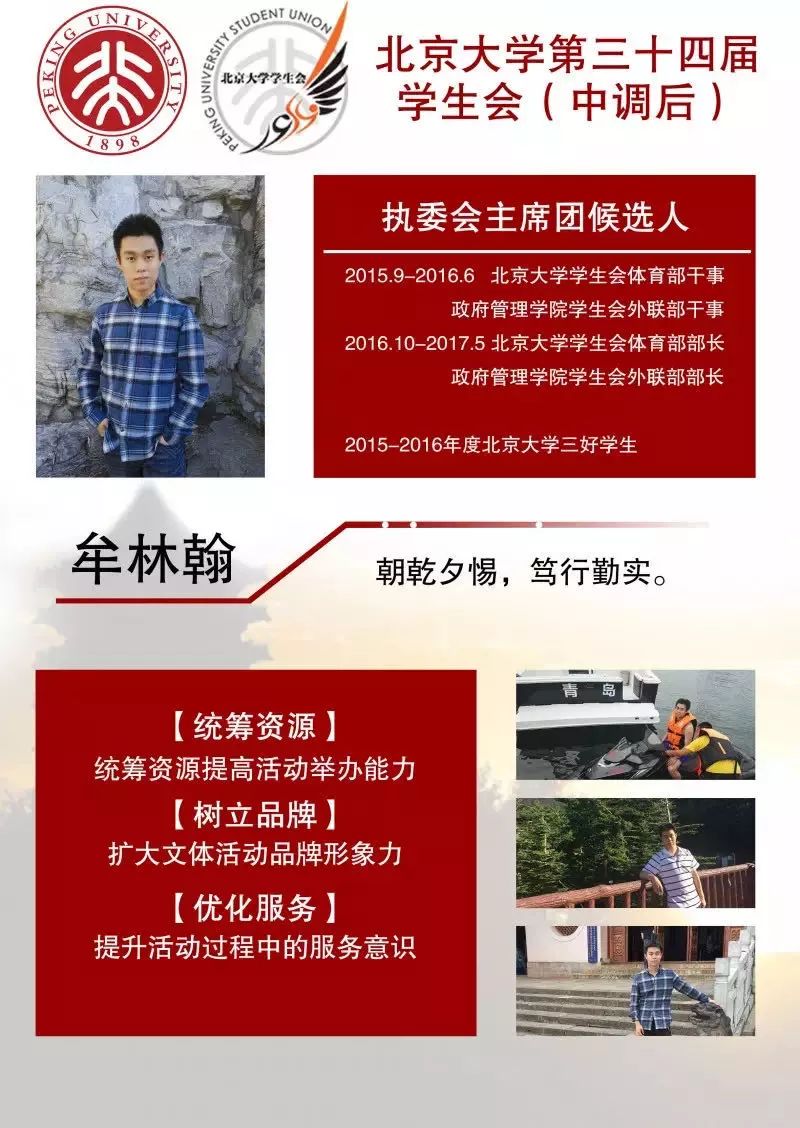 PEKING UNIVERSITY
1898
PEKING UNIVERSITY STUDENT UNION
北京大学学生会
北京大学第三十四届
学生会（中调后）
执委会主席团候选人
2015.9-2016.6 北京大学学生会体育部干事
政府管理学院学生会外联部干事
2016.10-2017.5 北京大学学生会体育部部长
政府管理学院学生会外联部部长
2015-2016年度北京大学三好学生
牟林翰
朝乾夕惕，笃行勤实。
【统筹资源】
统筹资源提高活动举办能力
【树立品牌】
扩大文体活动品牌形象力
【优化服务】
提升活动过程中的服务意识
青岛